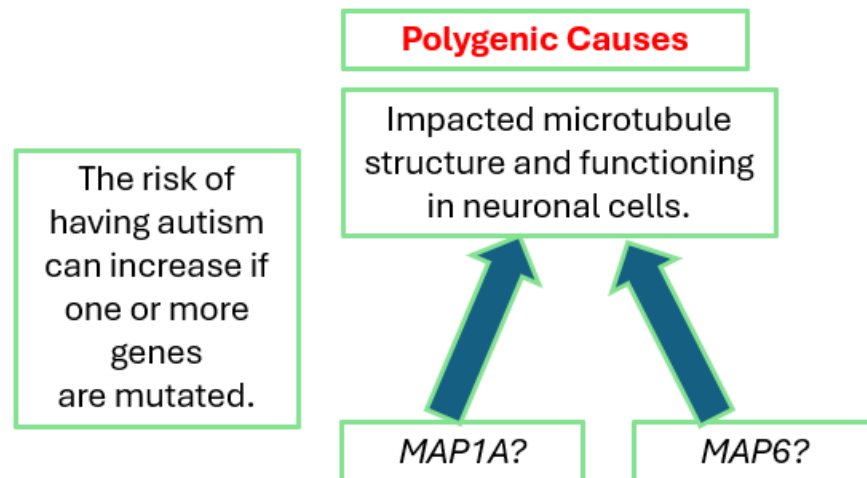 Polygenic Causes
Impacted microtubule
structure and functioning
in neuronal cells.
The risk of
having autism
can increase if
one or more
genes
are mutated.
MAP1A?
MAP6?